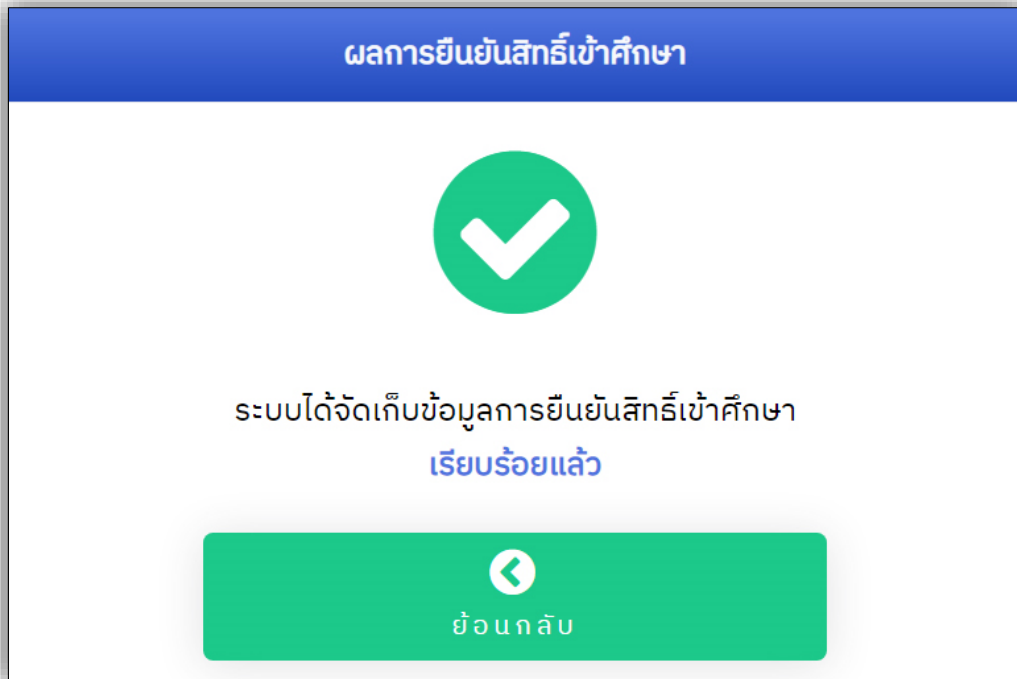 ผลการยืนยันสิทธิ์เข้าศึกษา
ระบบได้จัดเก็บข้อมูลการยืนยันสิทธิ์เข้าศึกษา
เรียบร้อยแล้ว
ย้อนกลับ